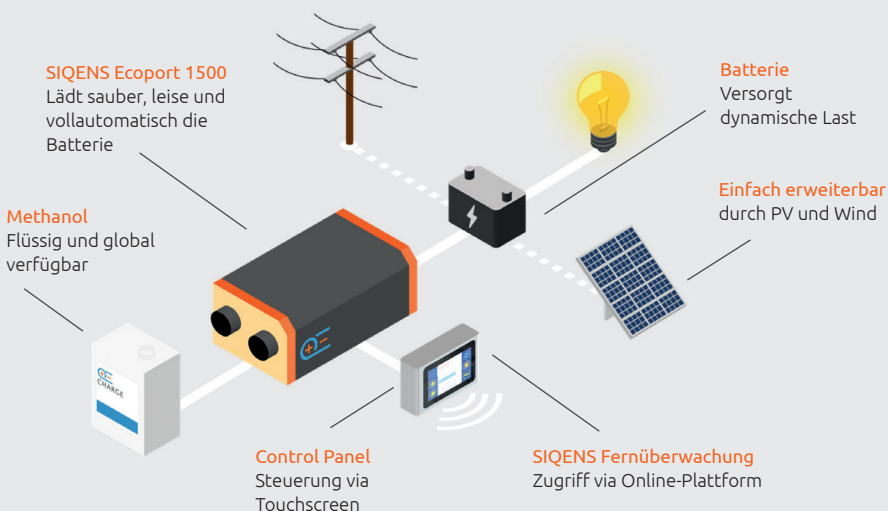 SIQENS Ecoport 1500
Lädt sauber, leise und
vollautomatisch die
Batterie
Batterie
Versorgt
dynamische Last
Methanol
Flüssig und global
verfügbar
Einfach erweiterbar
durch PV und Wind
CHARGE
Control Panel
Steuerung via
Touchscreen
SIQENS Fernüberwachung
Zugriff via Online-Plattform